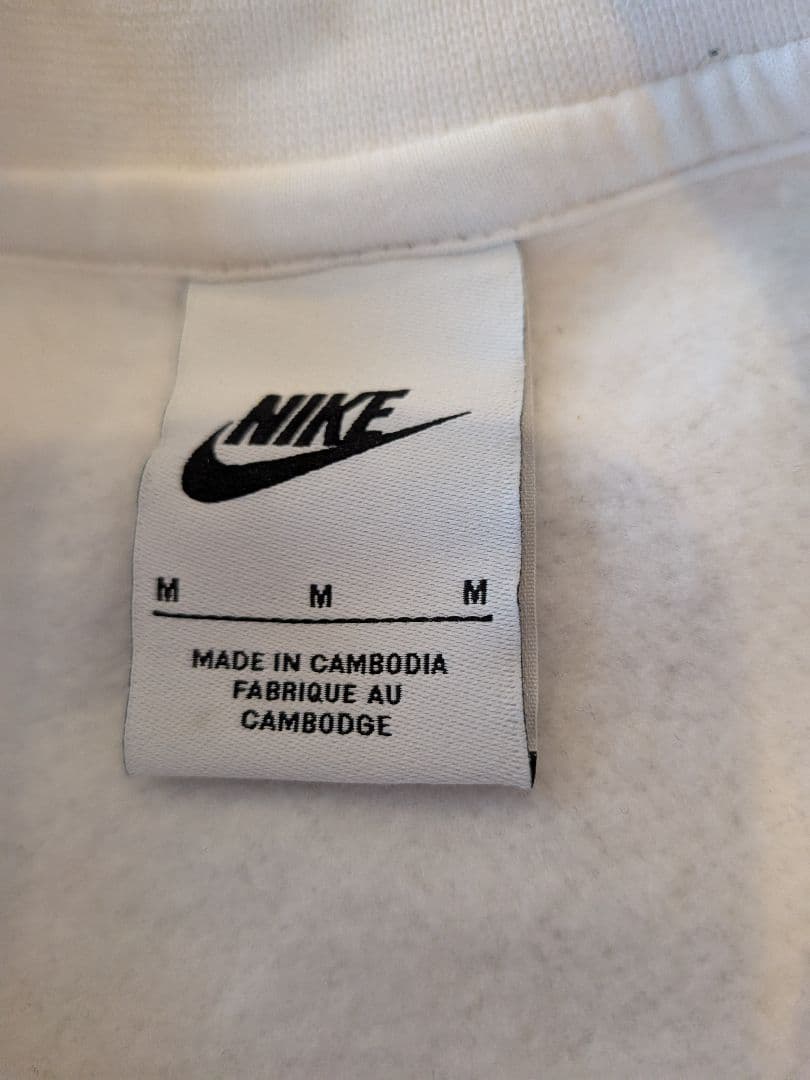 NIKE
M M M
MADE IN CAMBODIA
FABRIQUE AU
CAMBODGE